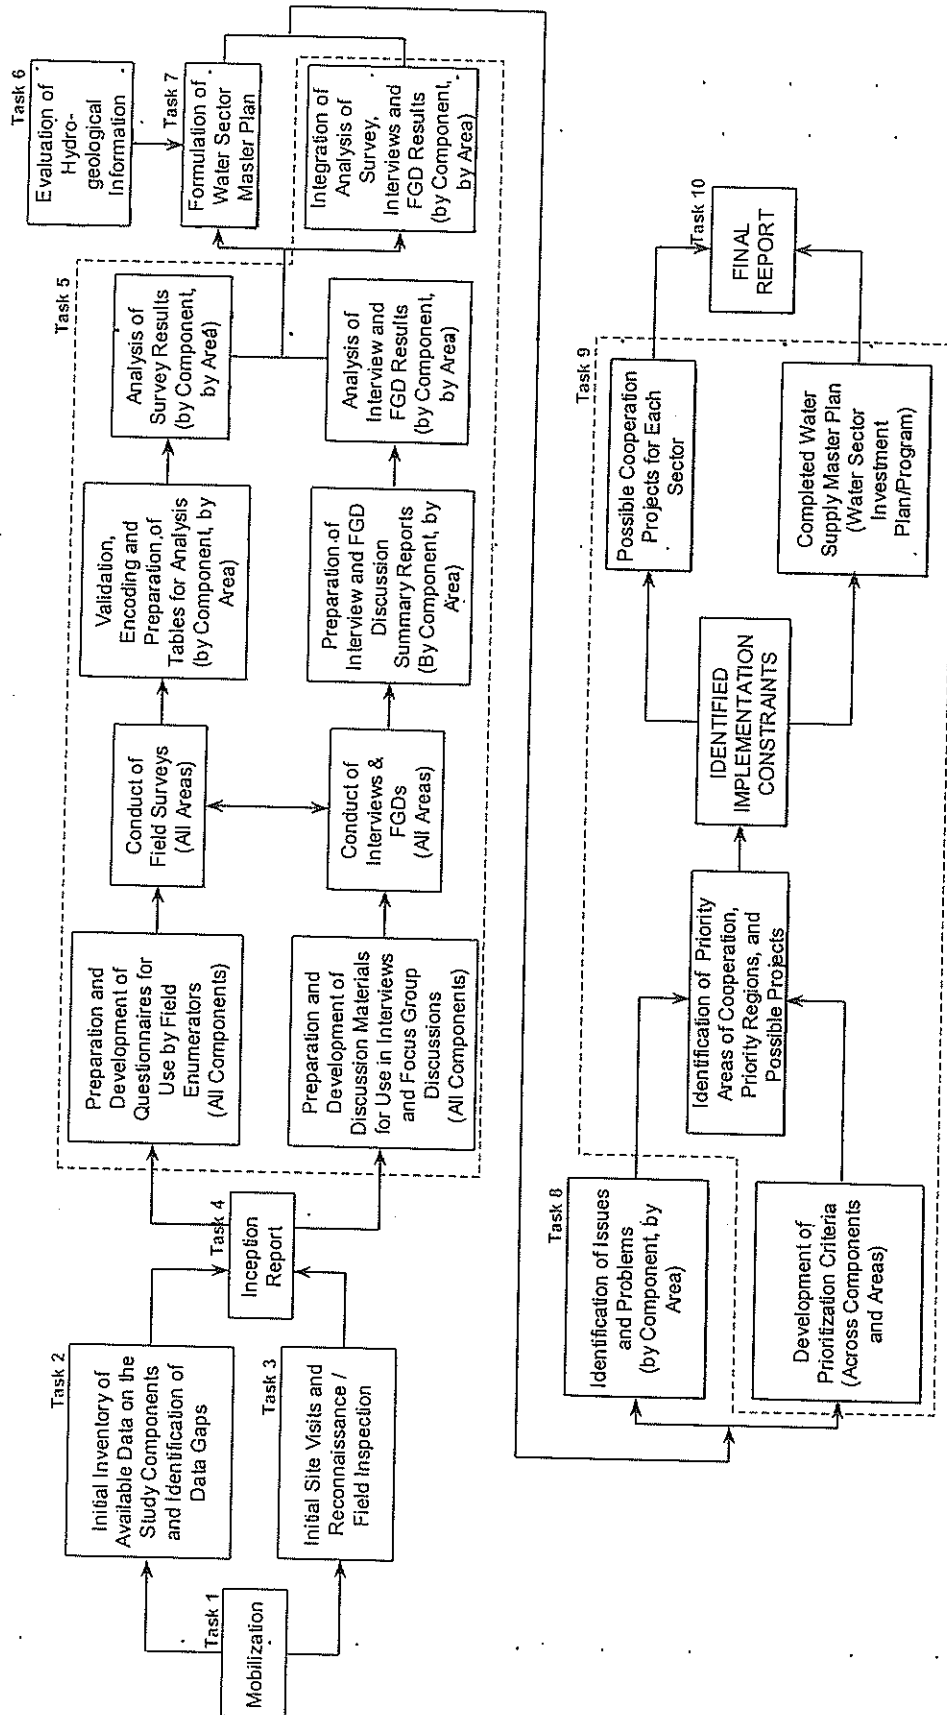 Task 1
Mobilization
Task 2
Initial Inventory of
Available Data on the
Study Components
and Identification of
Data Gaps
Task 3
Initial Site Visits and
Reconnaissance /
Field Inspection
Task 4
Inception
Report
Task 5
Preparation and
Development of
Questionnaires for
Use by Field
Enumerators
(All Components)
Conduct of
Field Surveys
(All Areas)
Validation,
Encoding and
Preparation of
Tables for Analysis
(by Component, by
Area)
Analysis of
Survey Results
(by Component,
by Area)
Preparation and
Development of
Discussion Materials
for Use in Interviews
and Focus Group
Discussions
(All Components)
Conduct of
Interviews &
FGDs
(All Areas)
Preparation of
Interview and FGD
Discussion
Summary Reports
(By Component, by
Area)
Analysis of
Interview and
FGD Results
(by Component,
by Area)
Task 6
Evaluation of
Hydro-
geological
Information
Task 7
Formulation of
Water Sector
Master Plan
Integration of
Analysis of
Survey,
Interviews and
FGD Results
(by Component,
by Area)
Task 8
Identification of Issues
and Problems
(by Component, by
Area)
Development of
Prioritization Criteria
(Across Components
and Areas)
Task 9
Identification of Priority
Areas of Cooperation,
Priority Regions, and
Possible Projects
IDENTIFIED
IMPLEMENTATION
CONSTRAINTS
Possible Cooperation
Projects for Each
Sector
Completed Water
Supply Master Plan
(Wafer Sector
Investment
Plan/Program)
Task 10
FINAL
REPORT